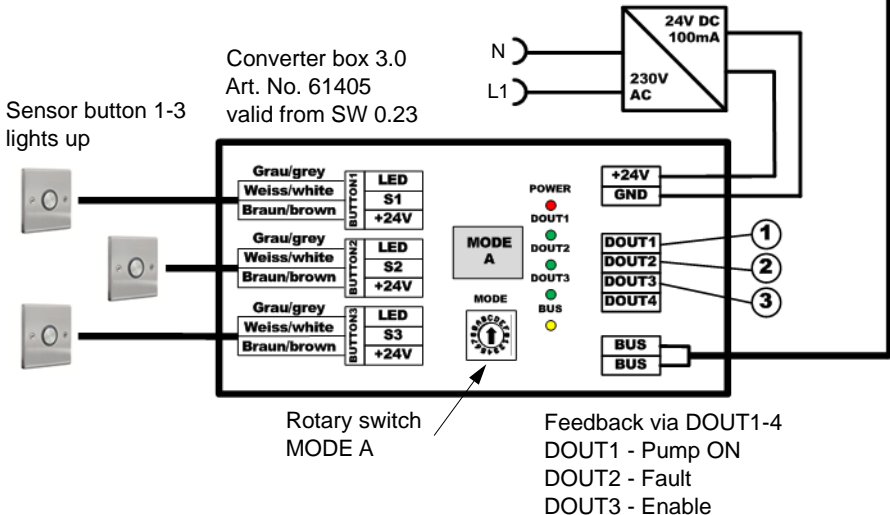 24V DC
100mA
230V
AC
N
L1
Converter box 3.0
Art. No. 61405
valid from SW 0.23
Sensor button 1-3
lights up
Grau/grey
Weiss/white
Braun/brown
BUTTON1
LED
S1
+24V
Grau/grey
Weiss/white
Braun/brown
BUTTON2
LED
S2
+24V
Grau/grey
Weiss/white
Braun/brown
BUTTON3
LED
S3
+24V
MODE
A
MODE
POWER
DOUT1
DOUT2
DOUT3
BUS
+24V
GND
DOUT1
DOUT2
DOUT3
DOUT4
1
2
3
BUS
BUS
Rotary switch
MODE A
Feedback via DOUT1-4
DOUT1 - Pump ON
DOUT2 - Fault
DOUT3 - Enable